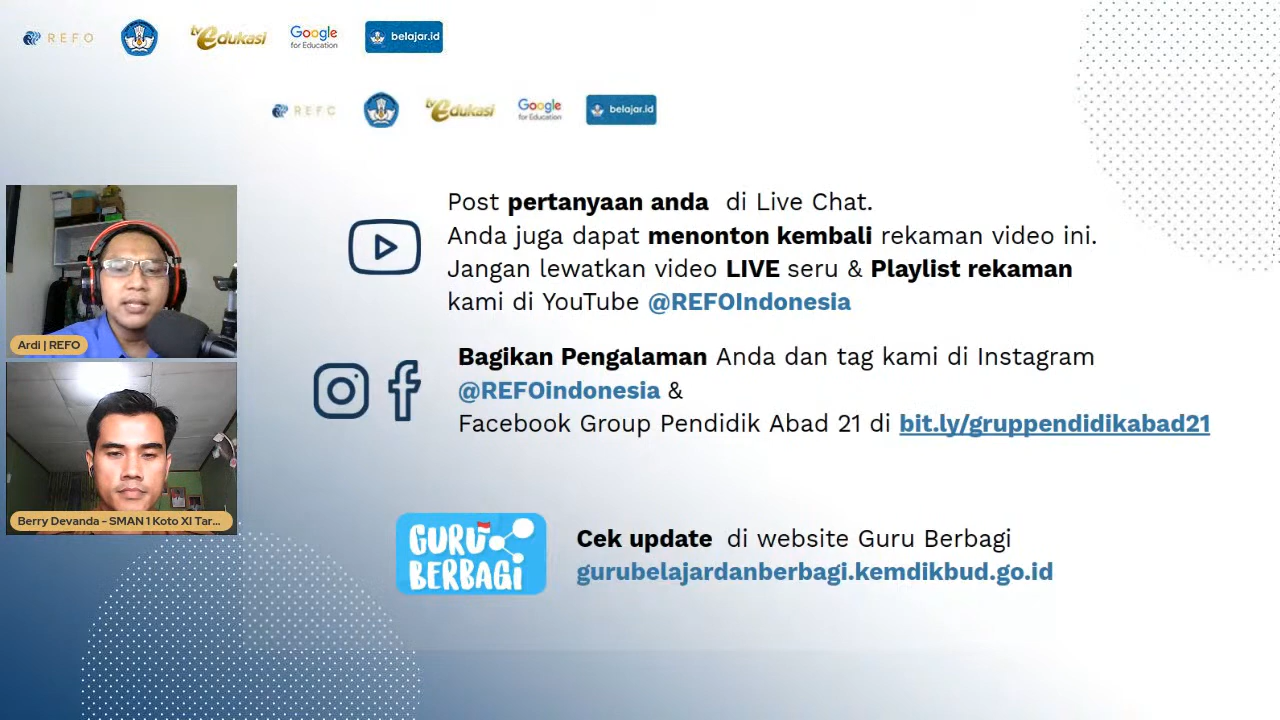 REFO
tv edukasi
Google
for Education
belajar.id
REFO
tv edukasi
Google
for Education
belajar.id
Post pertanyaan anda di Live Chat.
Anda juga dapat menonton kembali rekaman video ini.
Jangan lewatkan video LIVE seru & Playlist rekaman
kami di YouTube @REFOIndonesia
Ardi | REFO
Bagikan Pengalaman Anda dan tag kami di Instagram
@REFOindonesia &
Facebook Group Pendidik Abad 21 di bit.ly/gruppendidikabad21
Berry Devanda - SMAN 1 Koto XI Tar...
GURU
BERBAGI
Cek update di website Guru Berbagi
gurubelajardanberbagi.kemdikbud.go.id